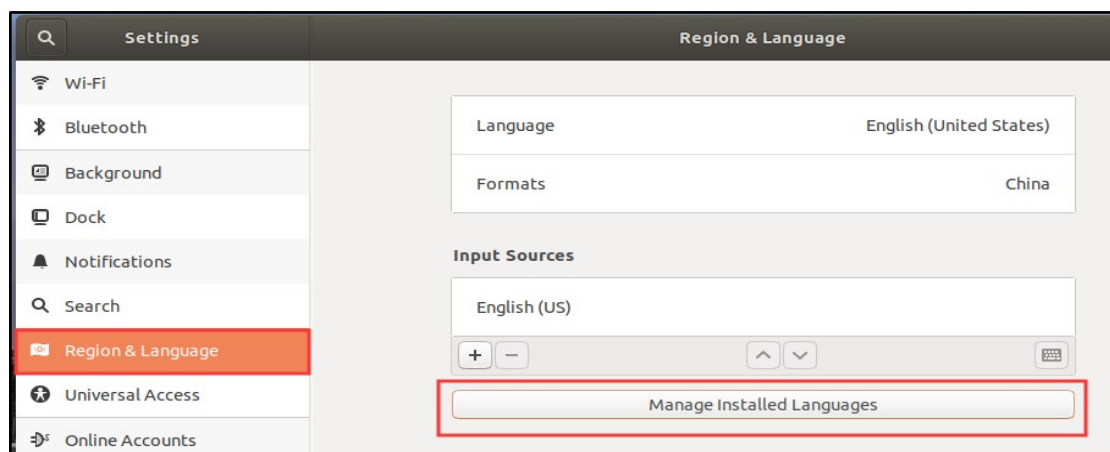 Settings
Region & Language
Wi-Fi
Bluetooth
Background
Dock
Notifications
Search
Region & Language
Universal Access
Online Accounts
Language English (United States)
Formats China
Input Sources
English (US)
Manage Installed Languages